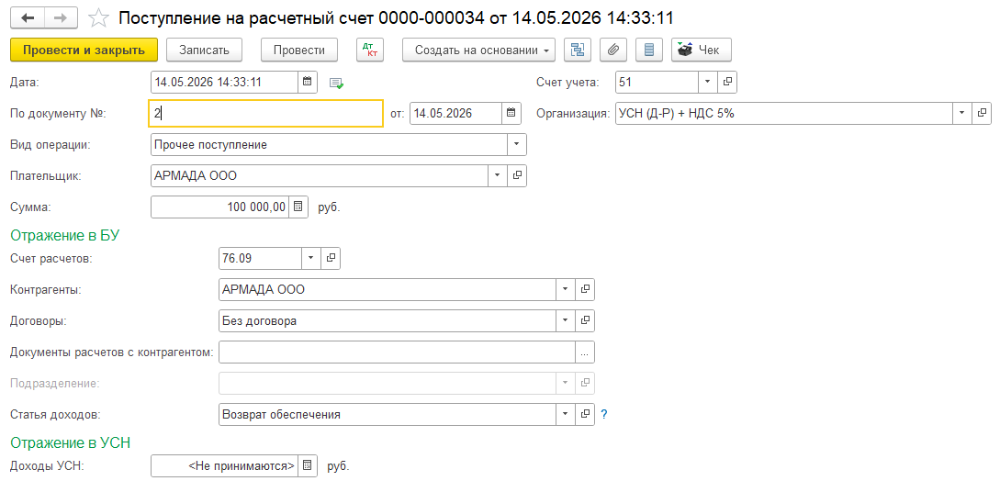 Поступление на расчетный счет 0000-000034 от 14.05.2026 14:33:11
Провести и закрыть Записать Провести Дт Кт Создать на основании Чек
Дата: 14.05.2026 14:33:11 Счет учета: 51
По документу №: 2 от: 14.05.2026 Организация: УСН (Д-Р) + НДС 5%
Вид операции: Прочее поступление
Плательщик: АРМАДА ООО
Сумма: 100 000,00 руб.
Отражение в БУ
Счет расчетов: 76.09
Контрагенты: АРМАДА ООО
Договоры: Без договора
Документы расчетов с контрагентом: ...
Подразделение:
Статья доходов: Возврат обеспечения ?
Отражение в УСН
Доходы УСН: <Не принимаются> руб.